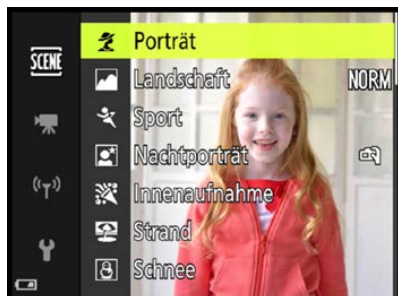 SCENE
Porträt
Landschaft
NORM
Sport
Nachtporträt
Innenaufnahme
Strand
Schnee